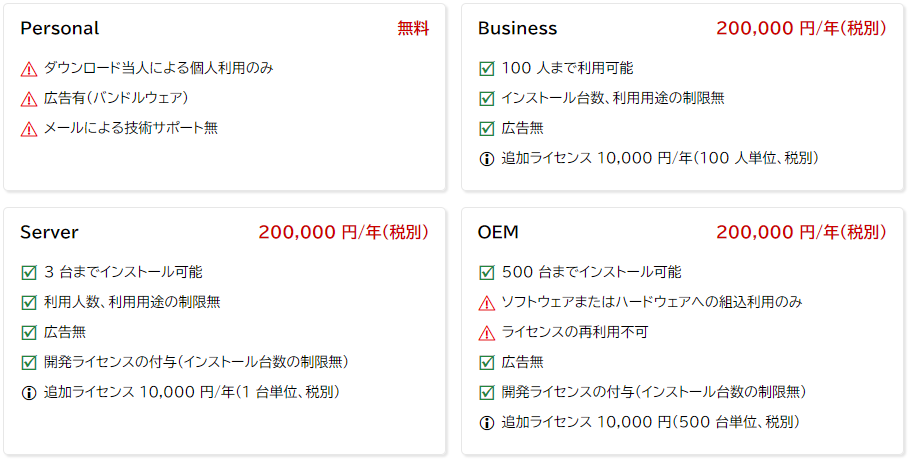 Personal 無料
ダウンロード当人による個人利用のみ
広告有(バンドルウェア)
メールによる技術サポート無
Business 200,000 円/年(税別)
100 人まで利用可能
インストール台数、利用用途の制限無
広告無
追加ライセンス 10,000 円/年(100 人単位、税別)
Server 200,000 円/年(税別)
3 台までインストール可能
利用人数、利用用途の制限無
広告無
開発ライセンスの付与(インストール台数の制限無)
追加ライセンス 10,000 円/年(1 台単位、税別)
OEM 200,000 円/年(税別)
500 台までインストール可能
ソフトウェアまたはハードウェアへの組込利用のみ
ライセンスの再利用不可
広告無
開発ライセンスの付与(インストール台数の制限無)
追加ライセンス 10,000 円(500 台単位、税別)